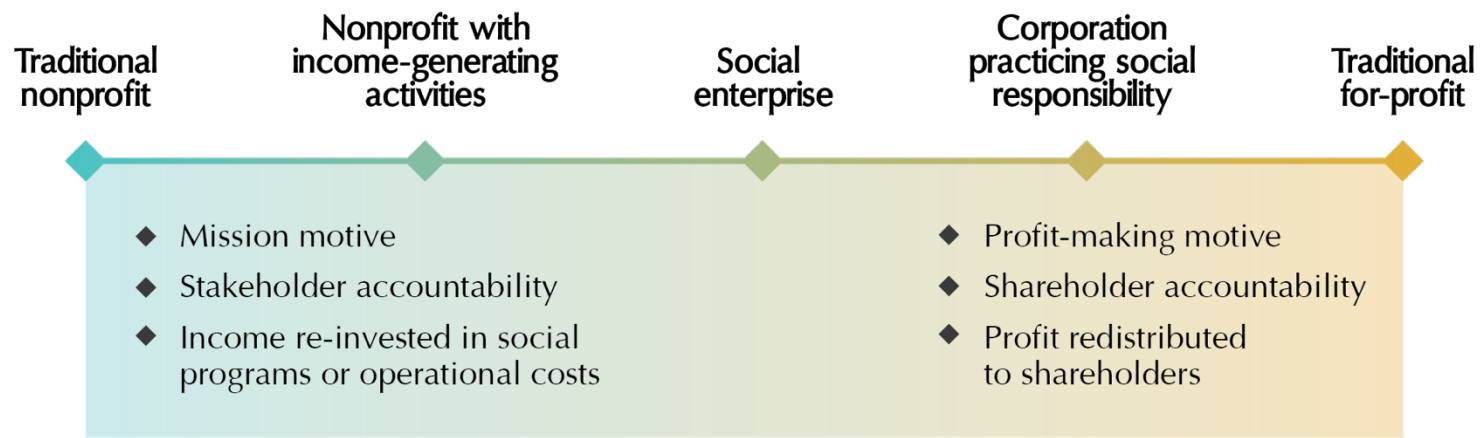 Traditional
nonprofit
Nonprofit with
income-generating
activities
Social
enterprise
Corporation
practicing social
responsibility
Traditional
for-profit
Mission motive
Stakeholder accountability
Income re-invested in social
programs or operational costs
Profit-making motive
Shareholder accountability
Profit redistributed
to shareholders